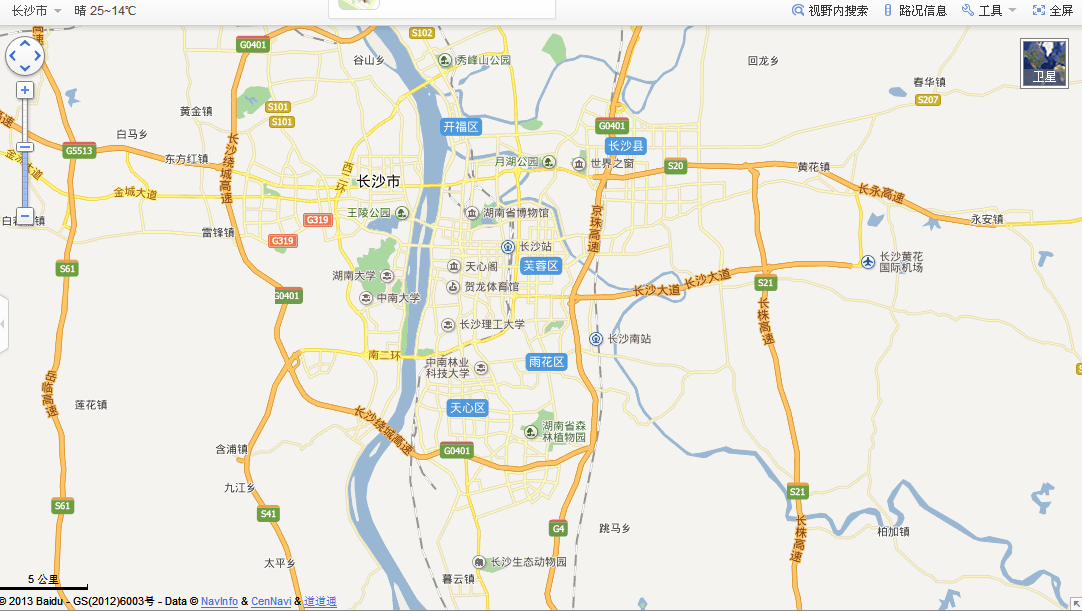 长沙市 晴 25~14℃ 视野内搜索 路况信息 工具 全屏
卫星
S102
G0401
谷山乡
秀峰山公园
回龙乡
春华镇
S207
黄金镇
S101
S101
开福区
G0401
白马乡
长沙县
G5513
东方红镇
长沙绕城高速
西二环
月湖公园
世界之窗
S20
黄花镇
长沙市
金城大道
长永高速
王陵公园
湖南省博物馆
京珠高速
永安镇
G319
雷锋镇
G319
长沙站
天心阁
芙蓉区
长沙黄花
国际机场
S61
湖南大学
贺龙体育馆
长沙大道
长沙大道
S21
G0401
中南大学
长株高速
长沙理工大学
长沙南站
南二环
中南林业
科技大学
雨花区
岳临高速
莲花镇
天心区
长沙绕城高速
湖南省森
林植物园
含浦镇
G0401
九江乡
S21
S61
S41
G4
跳马乡
长株高速
柏加镇
太平乡
长沙生态动物园
暮云镇
5 公里
© 2013 Baidu - GS(2012)6003号 - Data © NavInfo & CenNavi & 道道通